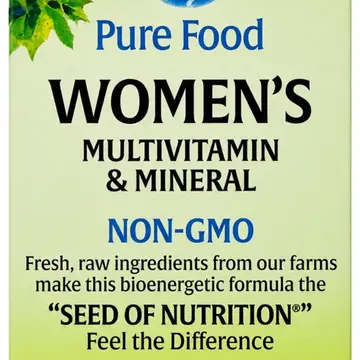 Pure Food
WOMEN'S
MULTIVITAMIN
& MINERAL
NON-GMO
Fresh, raw ingredients from our farms
make this bioenergetic formula the
“SEED OF NUTRITION®”
Feel the Difference